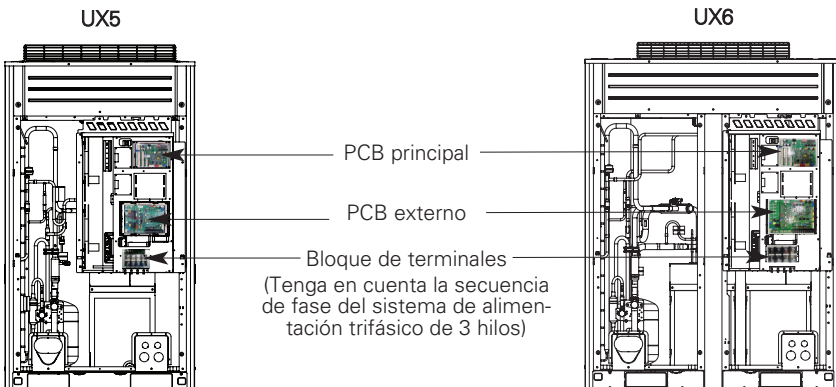 UX5
UX6
PCB principal
PCB externo
Bloque de terminales
(Tenga en cuenta la secuencia
de fase del sistema de alimen-
tación trifásico de 3 hilos)